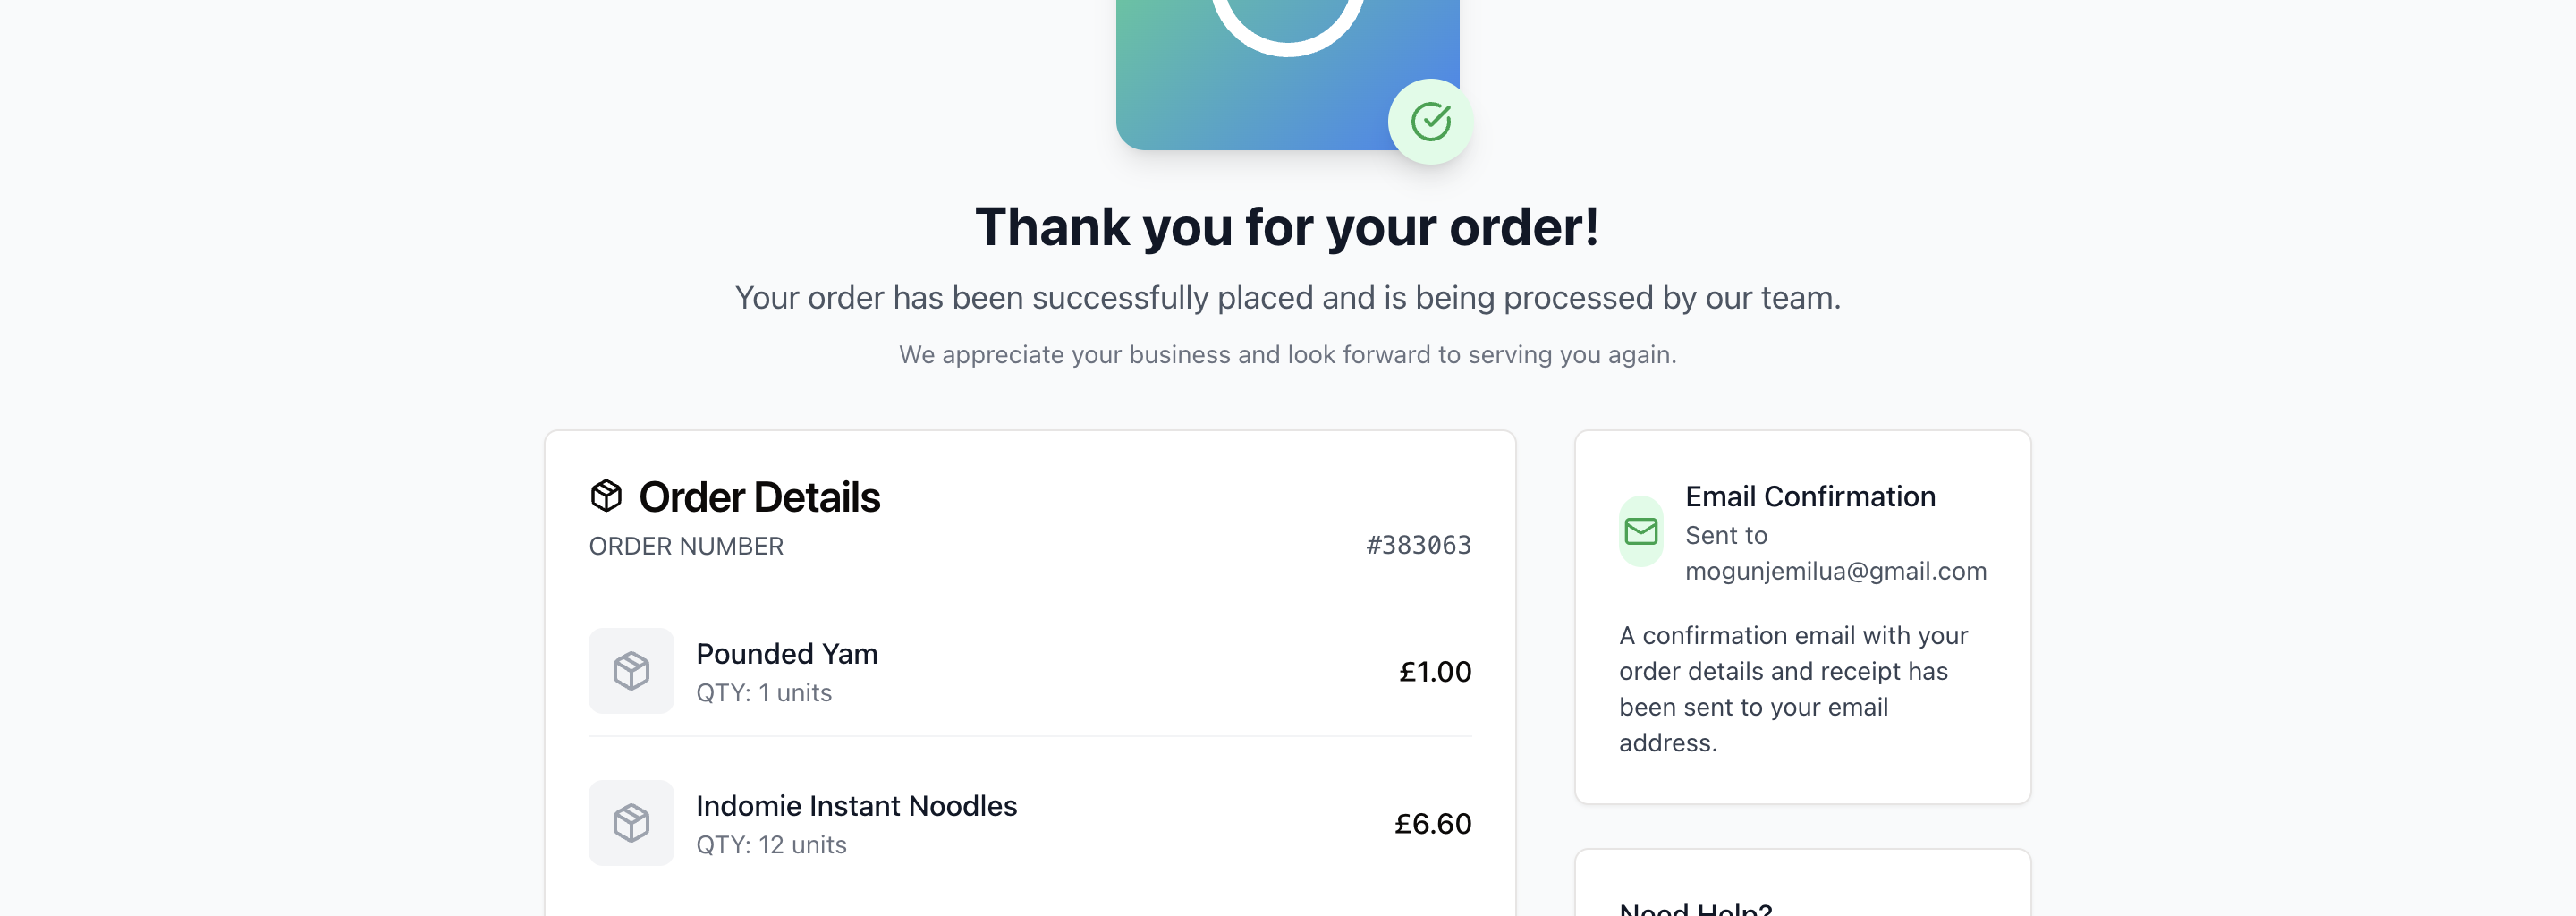 Thank you for your order!
Your order has been successfully placed and is being processed by our team.
We appreciate your business and look forward to serving you again.
Order Details
ORDER NUMBER
#383063
Pounded Yam
QTY: 1 units
£1.00
Indomie Instant Noodles
QTY: 12 units
£6.60
Email Confirmation
Sent to
mogunjemilua@gmail.com
A confirmation email with your
order details and receipt has
been sent to your email
address.
Need Help?